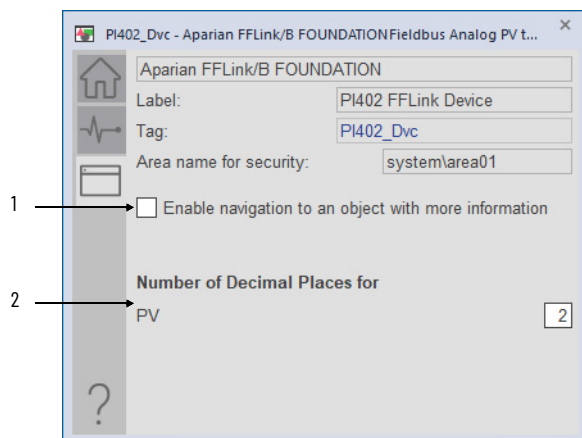 PI402_Dvc - Aparian FFLink/B FOUNDATION Fieldbus Analog PV t...
Aparian FFLink/B FOUNDATION
Label: PI402 FFLink Device
Tag: PI402_Dvc
Area name for security: system\area01
1 Enable navigation to an object with more information
Number of Decimal Places for
2
PV 2
?